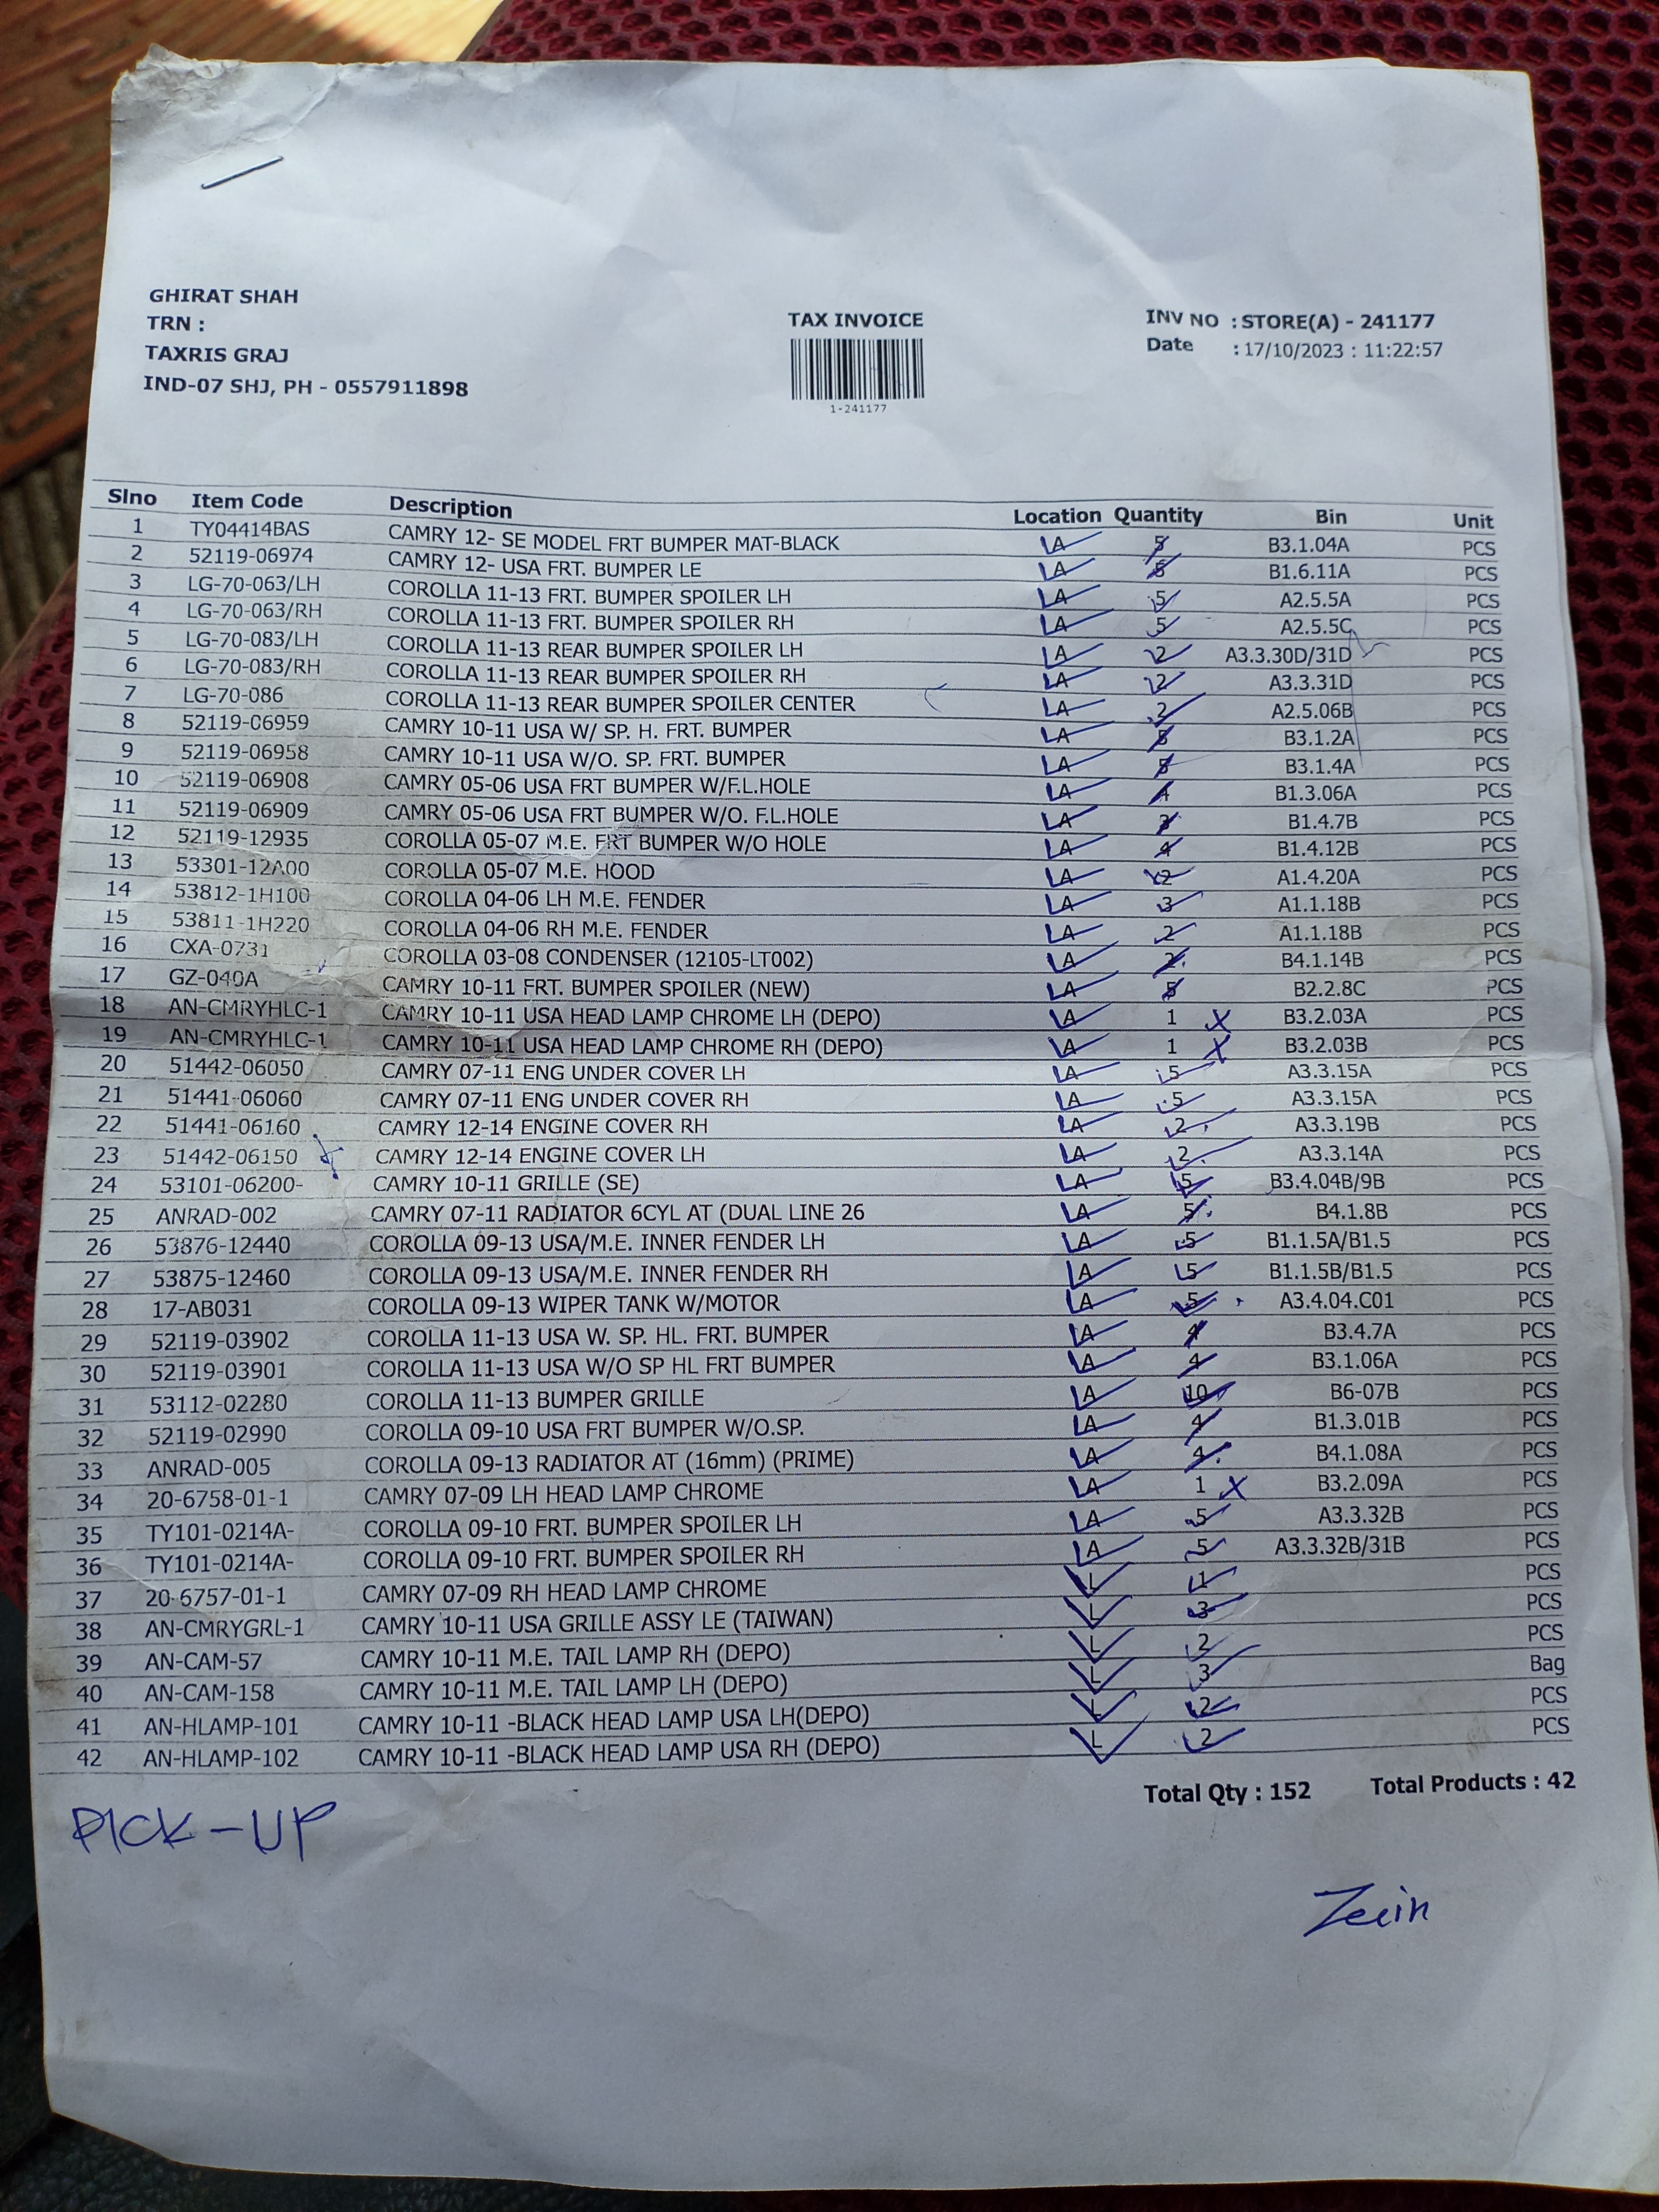 GHIRAT SHAH
TRN :
TAXRIS GRAJ
IND-07 SHJ, PH - 0557911898
TAX INVOICE
1-241177
INV NO : STORE(A) - 241177
Date : 17/10/2023 : 11:22:57
Slno Item Code Description Location Quantity Bin Unit
1 TY04414BAS CAMRY 12- SE MODEL FRT BUMPER MAT-BLACK LA 5 B3.1.04A PCS
2 52119-06974 CAMRY 12- USA FRT. BUMPER LE LA 5 B1.6.11A PCS
3 LG-70-063/LH COROLLA 11-13 FRT. BUMPER SPOILER LH LA 5 A2.5.5A PCS
4 LG-70-063/RH COROLLA 11-13 FRT. BUMPER SPOILER RH LA 5 A2.5.5C PCS
5 LG-70-083/LH COROLLA 11-13 REAR BUMPER SPOILER LH LA 2 A3.3.30D/31D PCS
6 LG-70-083/RH COROLLA 11-13 REAR BUMPER SPOILER RH LA 2 A3.3.31D PCS
7 LG-70-086 COROLLA 11-13 REAR BUMPER SPOILER CENTER LA 2 A2.5.06B PCS
8 52119-06959 CAMRY 10-11 USA W/ SP. H. FRT. BUMPER LA 5 B3.1.2A PCS
9 52119-06958 CAMRY 10-11 USA W/O. SP. FRT. BUMPER LA 5 B3.1.4A PCS
10 52119-06908 CAMRY 05-06 USA FRT BUMPER W/F.L.HOLE LA 4 B1.3.06A PCS
11 52119-06909 CAMRY 05-06 USA FRT BUMPER W/O. F.L.HOLE LA 3 B1.4.7B PCS
12 52119-12935 COROLLA 05-07 M.E. FRT BUMPER W/O HOLE LA 4 B1.4.12B PCS
13 53301-12A00 COROLLA 05-07 M.E. HOOD LA 2 A1.4.20A PCS
14 53812-1H100 COROLLA 04-06 LH M.E. FENDER LA 3 A1.1.18B PCS
15 53811-1H220 COROLLA 04-06 RH M.E. FENDER LA 2 A1.1.18B PCS
16 CXA-0731 COROLLA 03-08 CONDENSER (12105-LT002) LA 2 B4.1.14B PCS
17 GZ-040A CAMRY 10-11 FRT. BUMPER SPOILER (NEW) LA 5 B2.2.8C PCS
18 AN-CMRYHLC-1 CAMRY 10-11 USA HEAD LAMP CHROME LH (DEPO) LA 1 X B3.2.03A PCS
19 AN-CMRYHLC-1 CAMRY 10-11 USA HEAD LAMP CHROME RH (DEPO) LA 1 X B3.2.03B PCS
20 51442-06050 CAMRY 07-11 ENG UNDER COVER LH LA 5 A3.3.15A PCS
21 51441-06060 CAMRY 07-11 ENG UNDER COVER RH LA 5 A3.3.15A PCS
22 51441-06160 CAMRY 12-14 ENGINE COVER RH LA 2 A3.3.19B PCS
23 51442-06150 CAMRY 12-14 ENGINE COVER LH LA 2 A3.3.14A PCS
24 53101-06200- CAMRY 10-11 GRILLE (SE) LA 5 B3.4.04B/9B PCS
25 ANRAD-002 CAMRY 07-11 RADIATOR 6CYL AT (DUAL LINE 26 LA 5 B4.1.8B PCS
26 53876-12440 COROLLA 09-13 USA/M.E. INNER FENDER LH LA 5 B1.1.5A/B1.5 PCS
27 53875-12460 COROLLA 09-13 USA/M.E. INNER FENDER RH LA 5 B1.1.5B/B1.5 PCS
28 17-AB031 COROLLA 09-13 WIPER TANK W/MOTOR LA 5 A3.4.04.C01 PCS
29 52119-03902 COROLLA 11-13 USA W. SP. HL. FRT. BUMPER LA 4 B3.4.7A PCS
30 52119-03901 COROLLA 11-13 USA W/O SP HL FRT BUMPER LA 4 B3.1.06A PCS
31 53112-02280 COROLLA 11-13 BUMPER GRILLE LA 10 B6-07B PCS
32 52119-02990 COROLLA 09-10 USA FRT BUMPER W/O.SP. LA 4 B1.3.01B PCS
33 ANRAD-005 COROLLA 09-13 RADIATOR AT (16mm) (PRIME) LA 4 B4.1.08A PCS
34 20-6758-01-1 CAMRY 07-09 LH HEAD LAMP CHROME LA 1 X B3.2.09A PCS
35 TY101-0214A- COROLLA 09-10 FRT. BUMPER SPOILER LH LA 5 A3.3.32B PCS
36 TY101-0214A- COROLLA 09-10 FRT. BUMPER SPOILER RH LA 5 A3.3.32B/31B PCS
37 20-6757-01-1 CAMRY 07-09 RH HEAD LAMP CHROME L 1 PCS
38 AN-CMRYGRL-1 CAMRY 10-11 USA GRILLE ASSY LE (TAIWAN) L 3 PCS
39 AN-CAM-57 CAMRY 10-11 M.E. TAIL LAMP RH (DEPO) L 2 PCS
40 AN-CAM-158 CAMRY 10-11 M.E. TAIL LAMP LH (DEPO) L 3 Bag
41 AN-HLAMP-101 CAMRY 10-11 -BLACK HEAD LAMP USA LH(DEPO) L 2 PCS
42 AN-HLAMP-102 CAMRY 10-11 -BLACK HEAD LAMP USA RH (DEPO) L 2 PCS
Total Qty : 152 Total Products : 42
PICK-UP